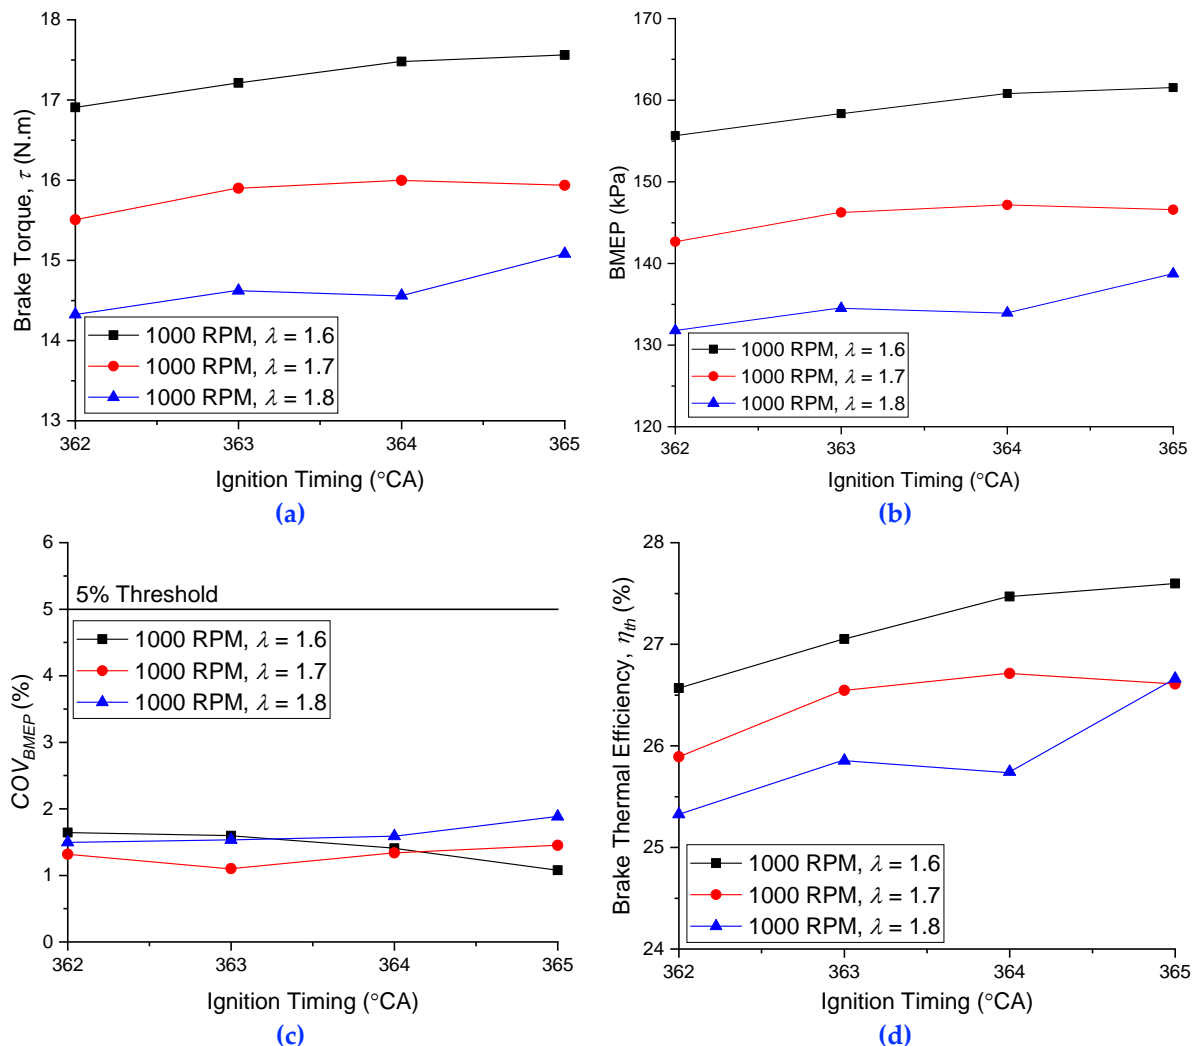 18
17
16
15
14
13
Brake Torque, τ (N.m)
1000 RPM, λ = 1.6
1000 RPM, λ = 1.7
1000 RPM, λ = 1.8
362 363 364 365
Ignition Timing (°CA)
(a)
170
160
150
140
130
120
BMEP (kPa)
1000 RPM, λ = 1.6
1000 RPM, λ = 1.7
1000 RPM, λ = 1.8
362 363 364 365
Ignition Timing (°CA)
(b)
6
5
4
3
2
1
0
COV_BMEP (%)
5% Threshold
1000 RPM, λ = 1.6
1000 RPM, λ = 1.7
1000 RPM, λ = 1.8
362 363 364 365
Ignition Timing (°CA)
(c)
28
27
26
25
24
Brake Thermal Efficiency, η_th (%)
1000 RPM, λ = 1.6
1000 RPM, λ = 1.7
1000 RPM, λ = 1.8
362 363 364 365
Ignition Timing (°CA)
(d)